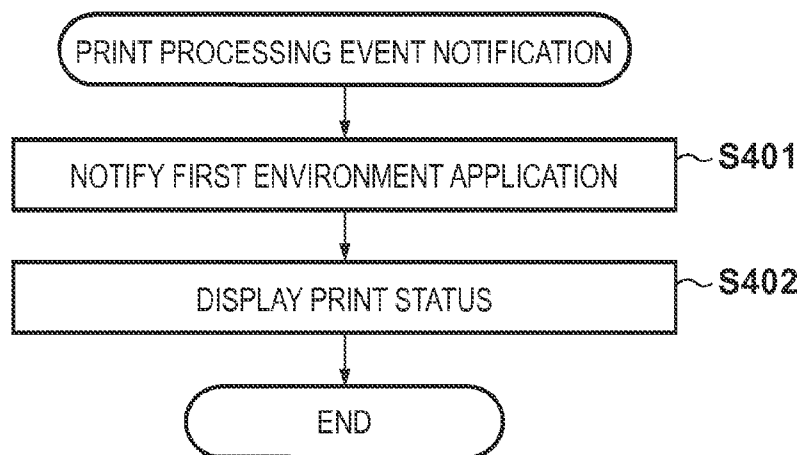 PRINT PROCESSING EVENT NOTIFICATION
NOTIFY FIRST ENVIRONMENT APPLICATION
S401
DISPLAY PRINT STATUS
S402
END